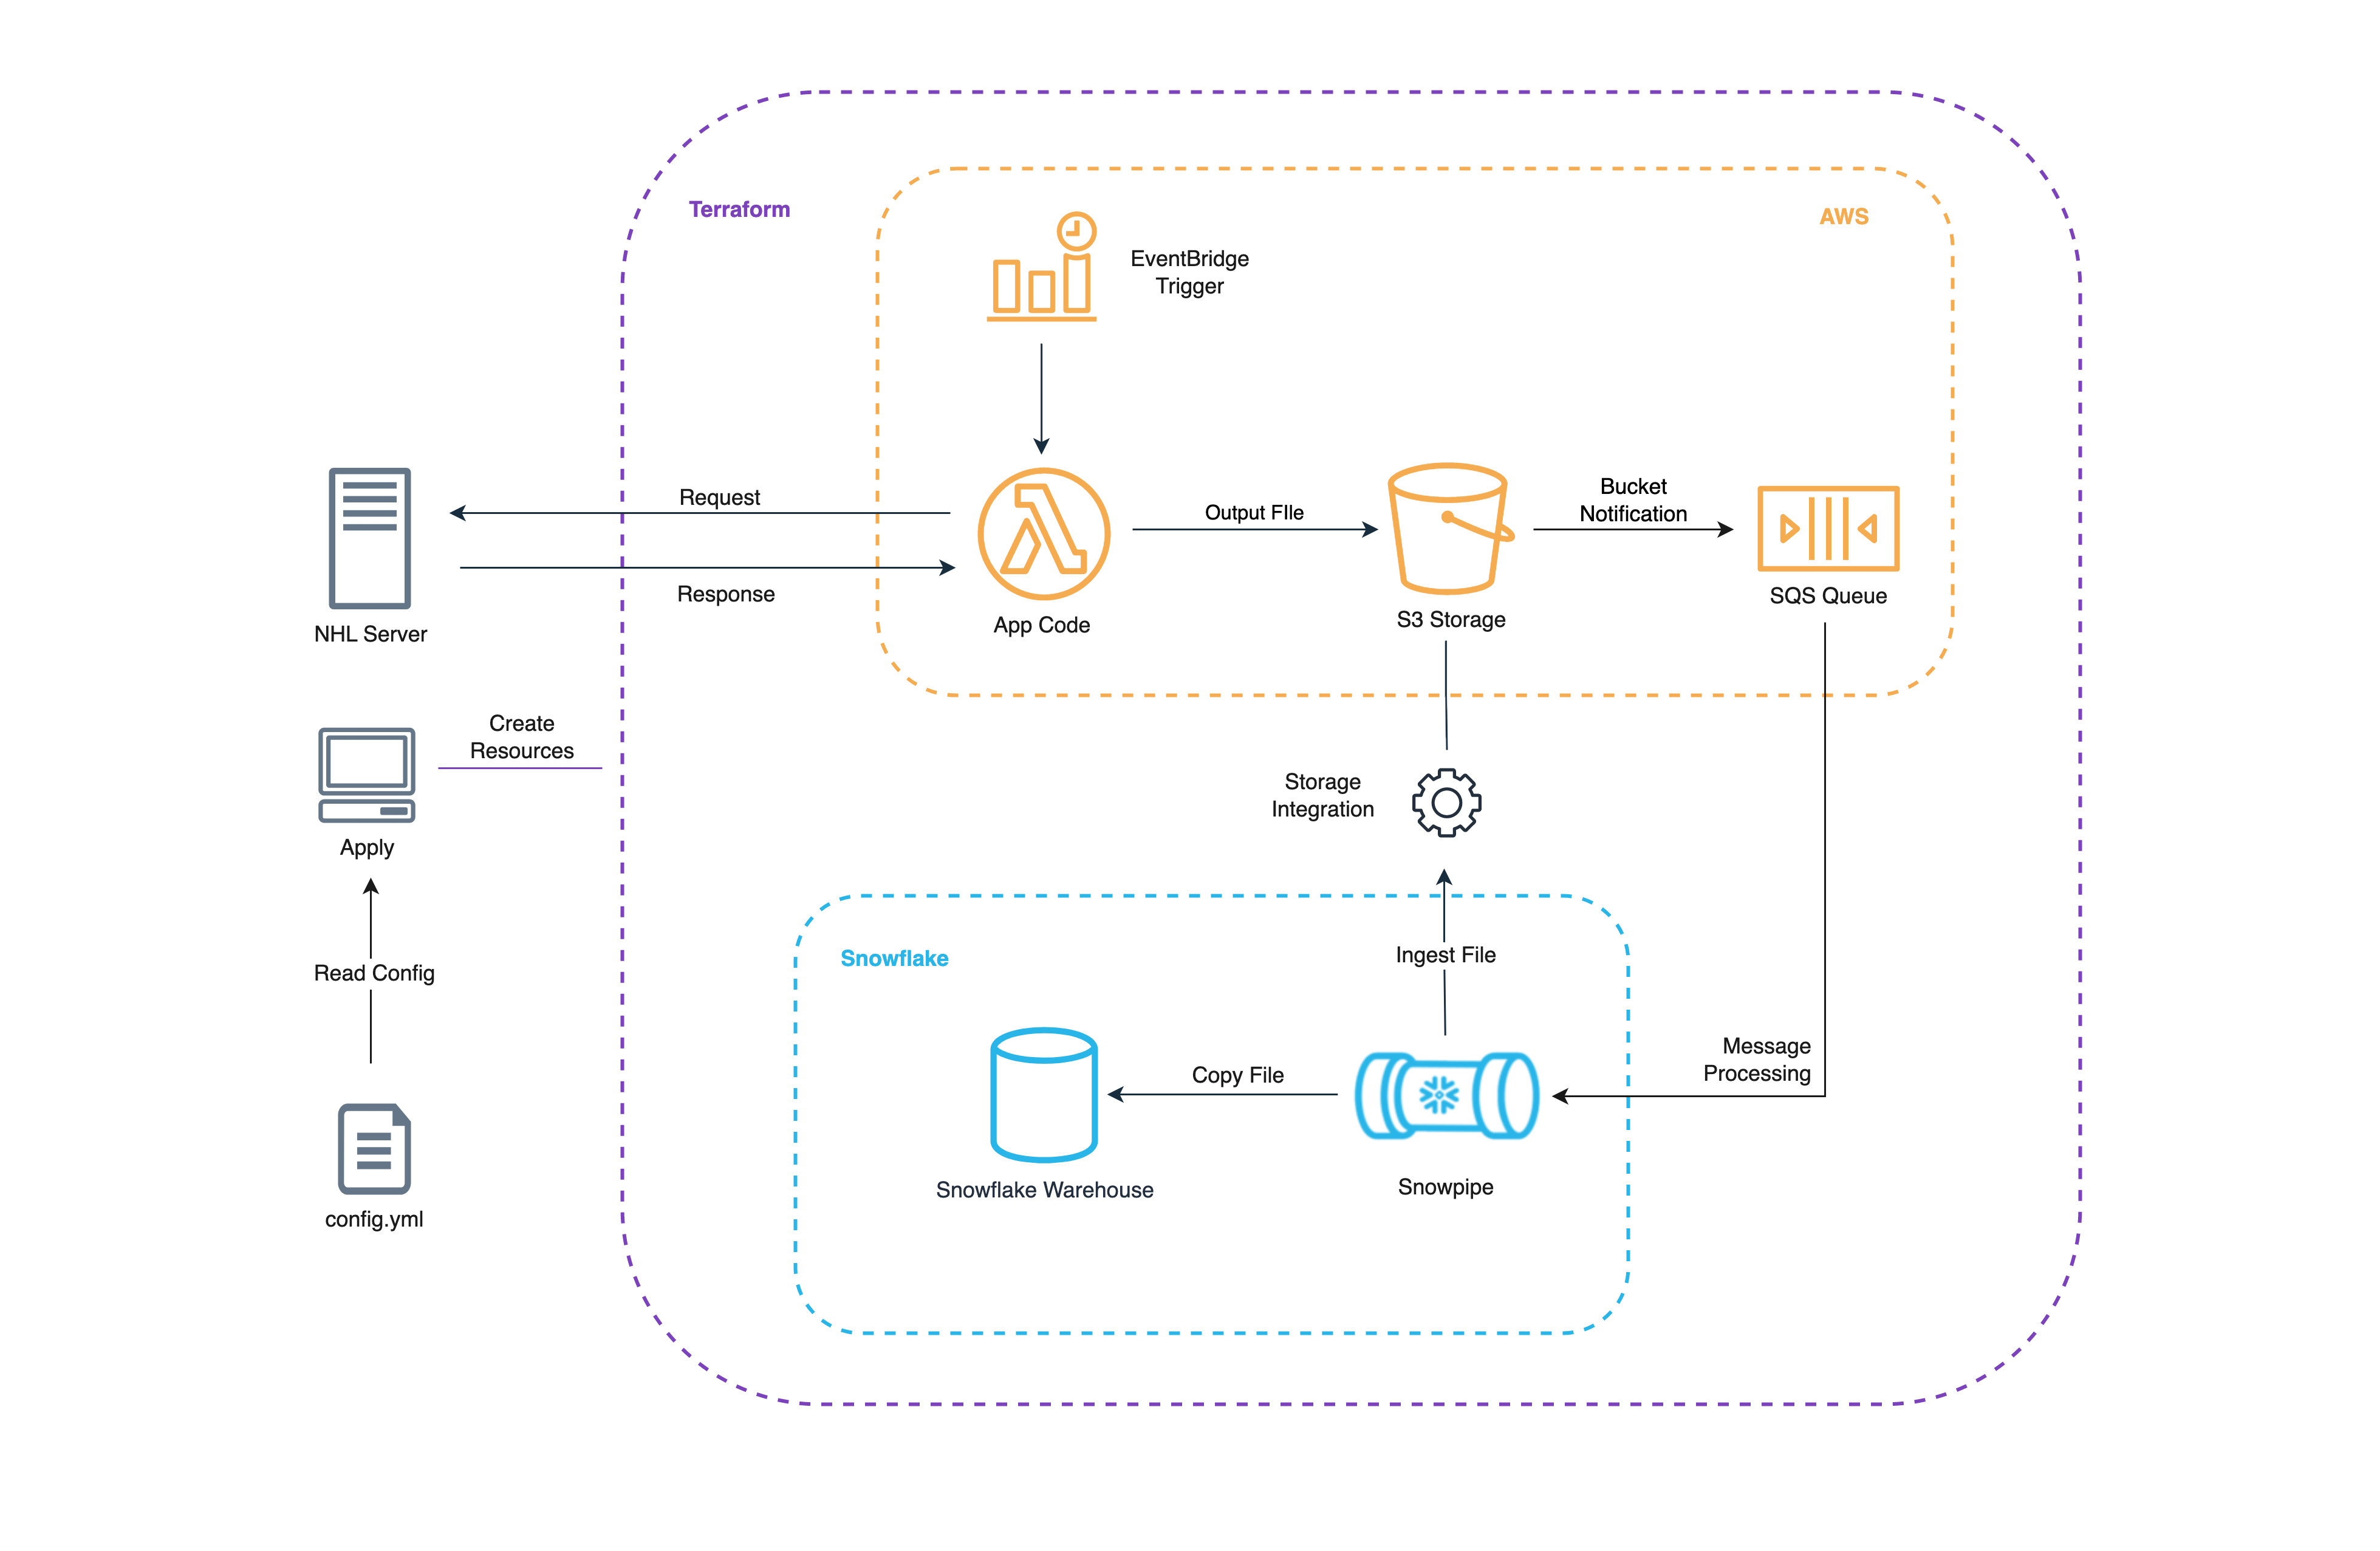 Terraform
AWS
EventBridge
Trigger
Request
Response
NHL Server
App Code
Output FIle
S3 Storage
Bucket
Notification
SQS Queue
Create
Resources
Apply
Storage
Integration
Read Config
config.yml
Snowflake
Ingest File
Message
Processing
Copy File
Snowflake Warehouse
Snowpipe